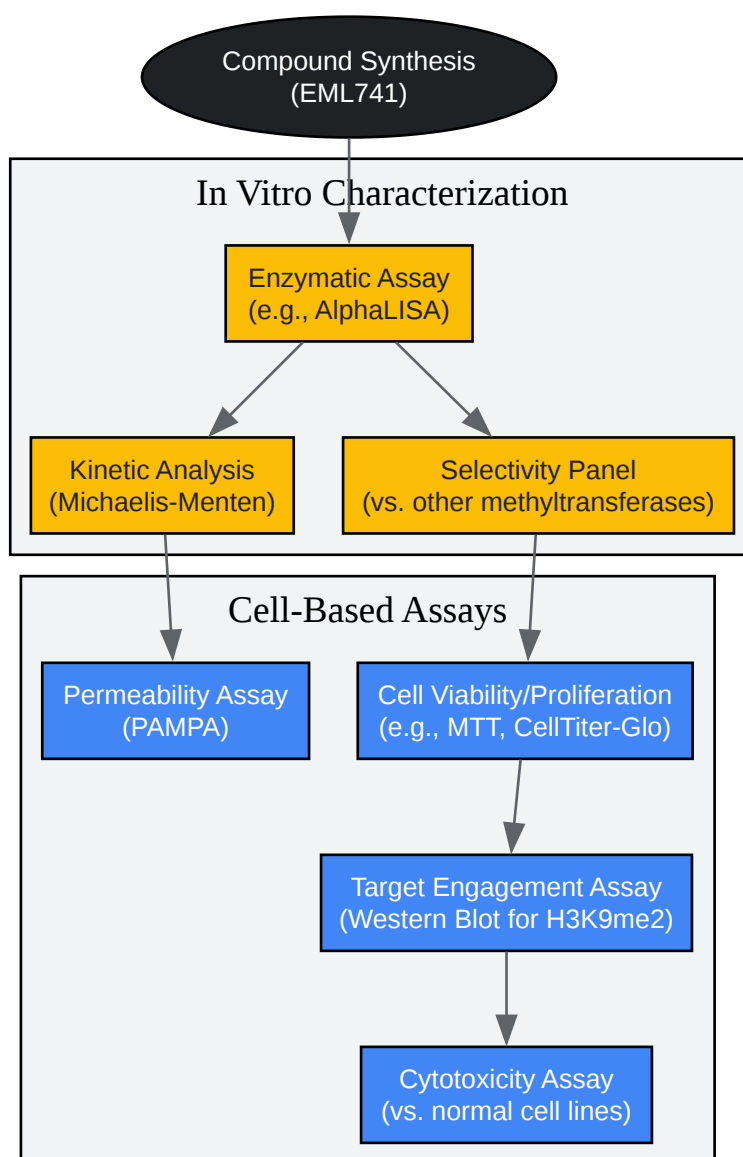 Compound Synthesis
(EML741)
In Vitro Characterization
Enzymatic Assay
(e.g., AlphaLISA)
Kinetic Analysis
(Michaelis-Menten)
Selectivity Panel
(vs. other methyltransferases)
Cell-Based Assays
Permeability Assay
(PAMPA)
Cell Viability/Proliferation
(e.g., MTT, CellTiter-Glo)
Target Engagement Assay
(Western Blot for H3K9me2)
Cytotoxicity Assay
(vs. normal cell lines)